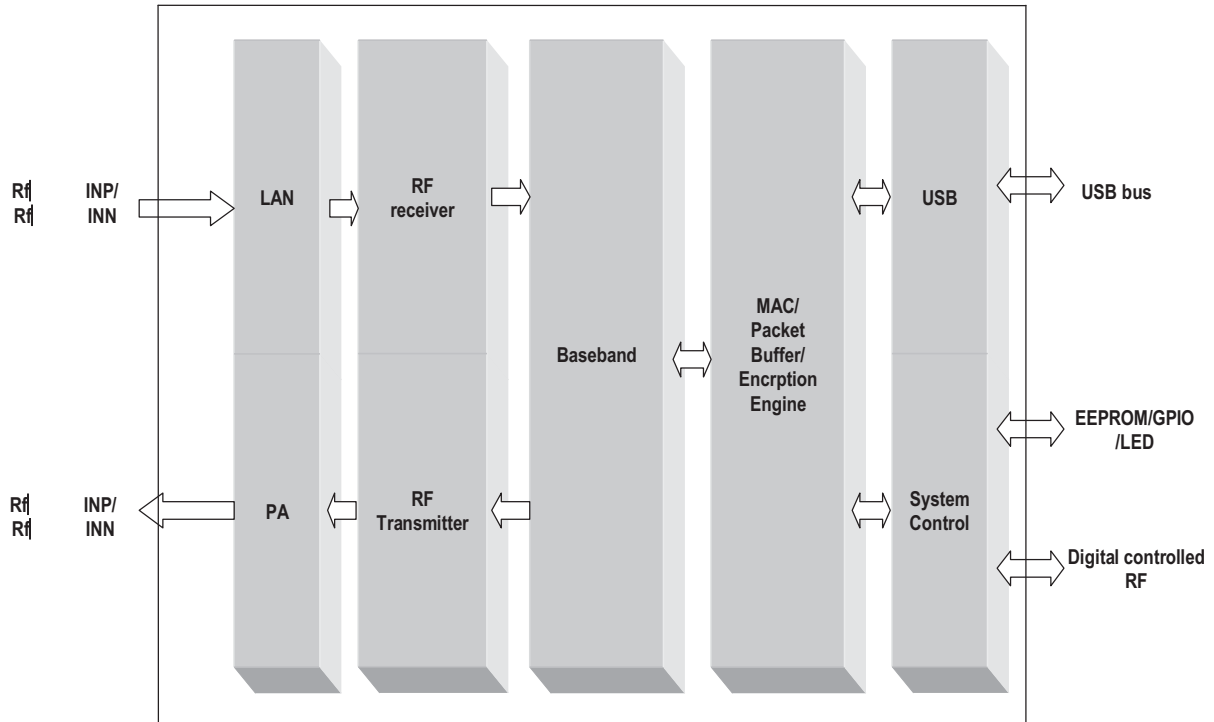 Rf INP/
Rf INN
LAN
RF
receiver
USB
USB bus
Baseband
MAC/
Packet
Buffer/
Encrption
Engine
EEPROM/GPIO
/LED
Rf INP/
Rf INN
PA
RF
Transmitter
System
Control
Digital controlled
RF